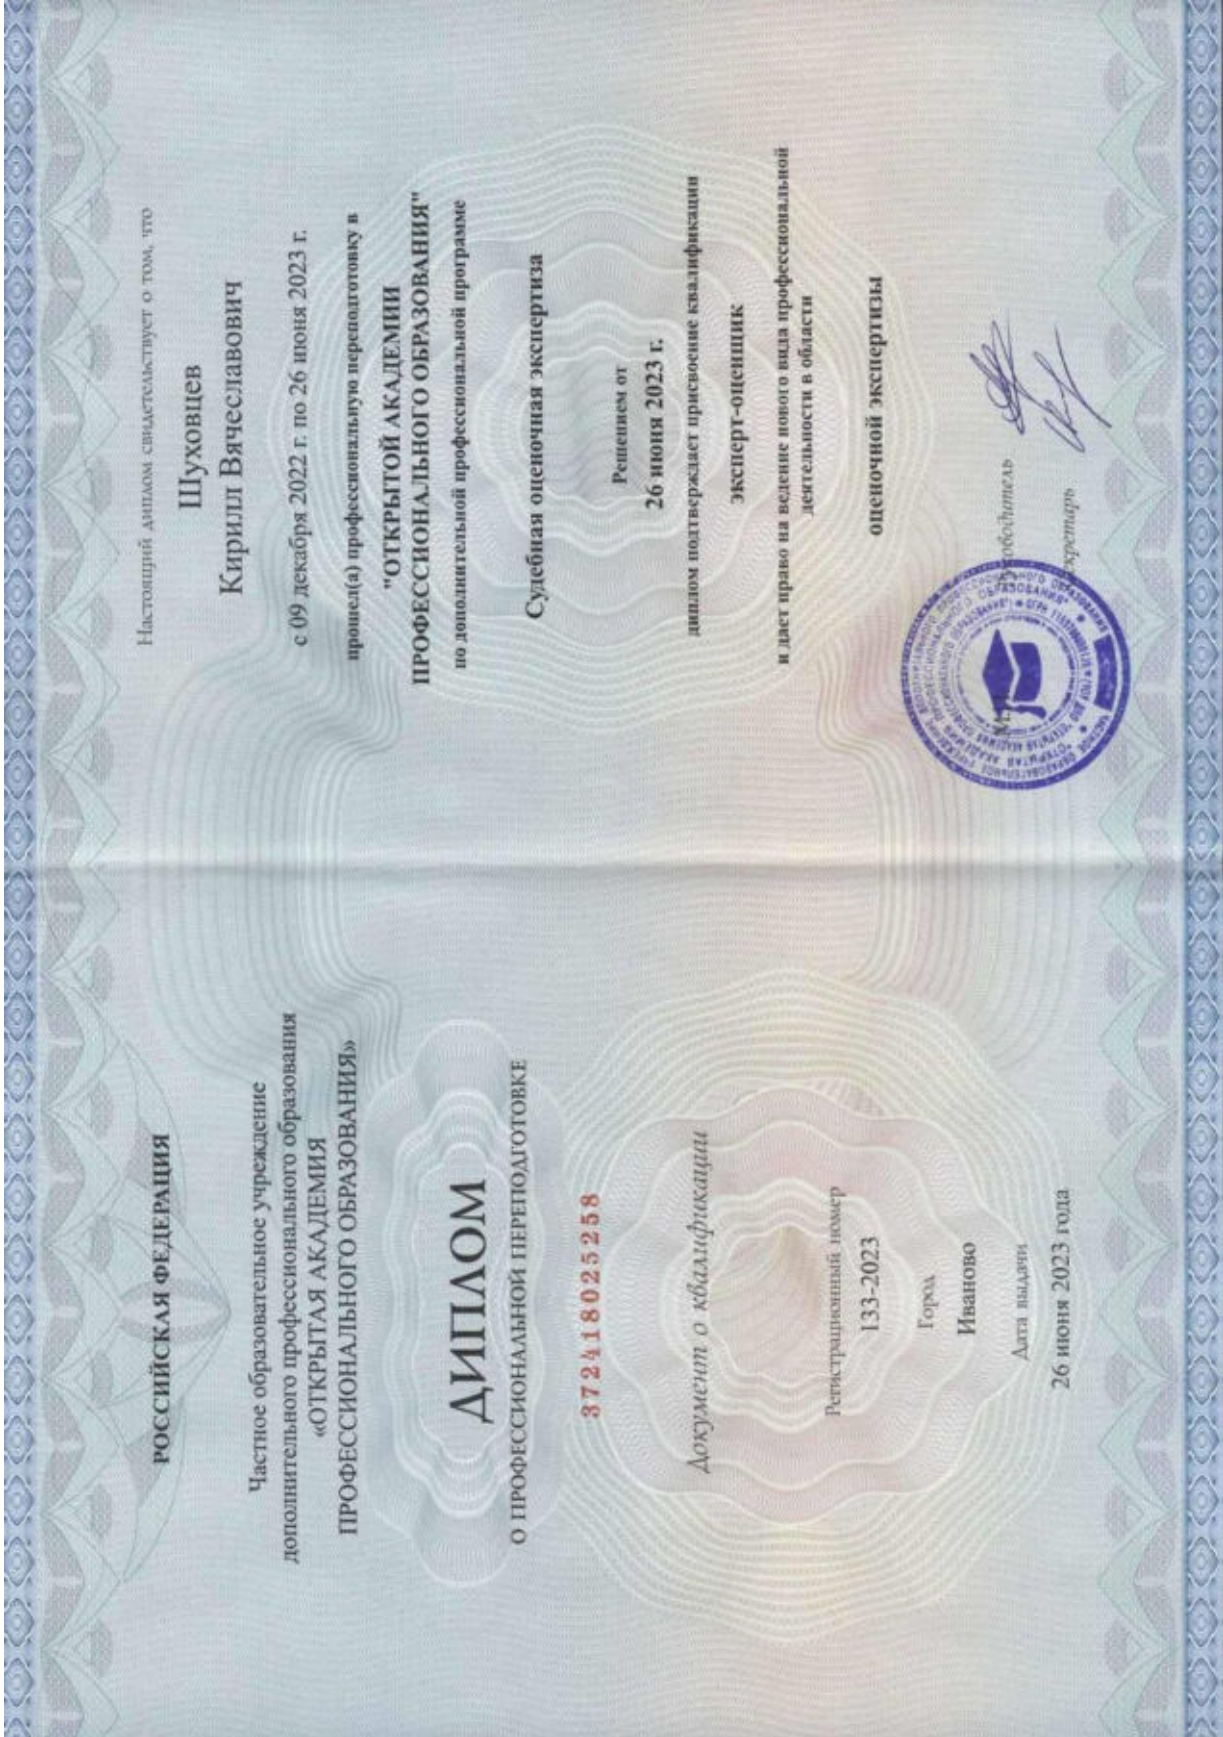 РОССИЙСКАЯ ФЕДЕРАЦИЯ
Частное образовательное учреждение
дополнительного профессионального образования
«ОТКРЫТАЯ АКАДЕМИЯ
ПРОФЕССИОНАЛЬНОГО ОБРАЗОВАНИЯ»
ДИПЛОМ
О ПРОФЕССИОНАЛЬНОЙ ПЕРЕПОДГОТОВКЕ
372418025258
Документ о квалификации
Регистрационный номер
133-2023
Город
Иваново
Дата выдачи
26 июня 2023 года
Настоящий диплом свидетельствует о том, что
Шуховцев
Кирилл Вячеславович
с 09 декабря 2022 г. по 26 июня 2023 г.
прошел(а) профессиональную переподготовку в
"ОТКРЫТОЙ АКАДЕМИИ
ПРОФЕССИОНАЛЬНОГО ОБРАЗОВАНИЯ"
по дополнительной профессиональной программе
Судебная оценочная экспертиза
Решением от
26 июня 2023 г.
диплом подтверждает присвоение квалификации
эксперт-оценщик
и дает право на ведение нового вида профессиональной
деятельности в области
оценочной экспертизы
Руководитель
Секретарь
М.П.
"ОТКРЫТАЯ АКАДЕМИЯ ПРОФЕССИОНАЛЬНОГО ОБРАЗОВАНИЯ"